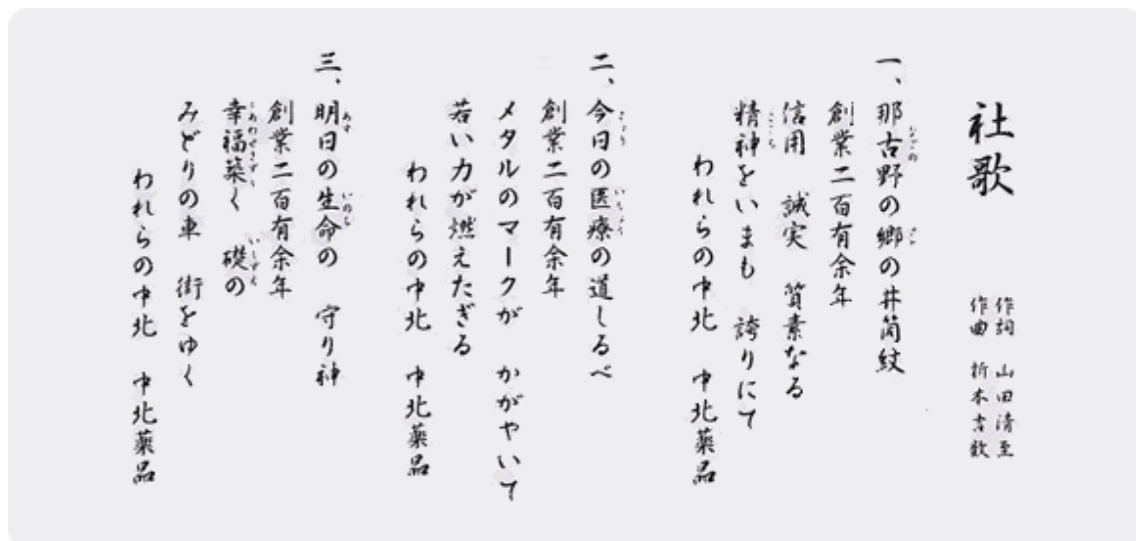 社歌
作詞 山田清至
作曲 折本吉数
一、那古野の郷の井筒紋
創業二百有余年
信用 誠実 質素なる
精神をいまも 誇りにて
われらの中北 中北薬品
二、今日の医療の道しるべ
創業二百有余年
メタルのマークが かがやいて
若い力が燃えたぎる
われらの中北 中北薬品
三、明日の生命の 守り神
創業二百有余年
幸福築く 礎の
みどりの車 街をゆく
われらの中北 中北薬品